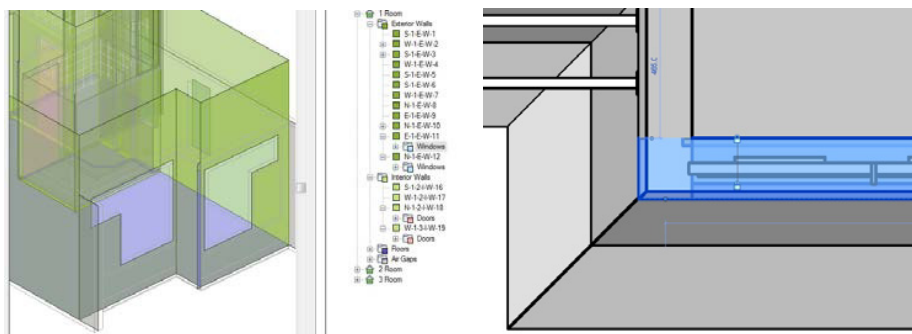 1 Room
Exterior Walls
S-1-E-W-1
W-1-E-W-2
S-1-E-W-3
W-1-E-W-4
S-1-E-W-5
S-1-E-W-6
W-1-E-W-7
N-1-E-W-8
E-1-E-W-9
N-1-E-W-10
E-1-E-W-11
Windows
N-1-E-W-12
Windows
Interior Walls
S-1-2-I-W-16
W-1-2-I-W-17
N-1-2-I-W-18
Doors
W-1-3-I-W-19
Doors
Floors
Air Gaps
2 Room
3 Room